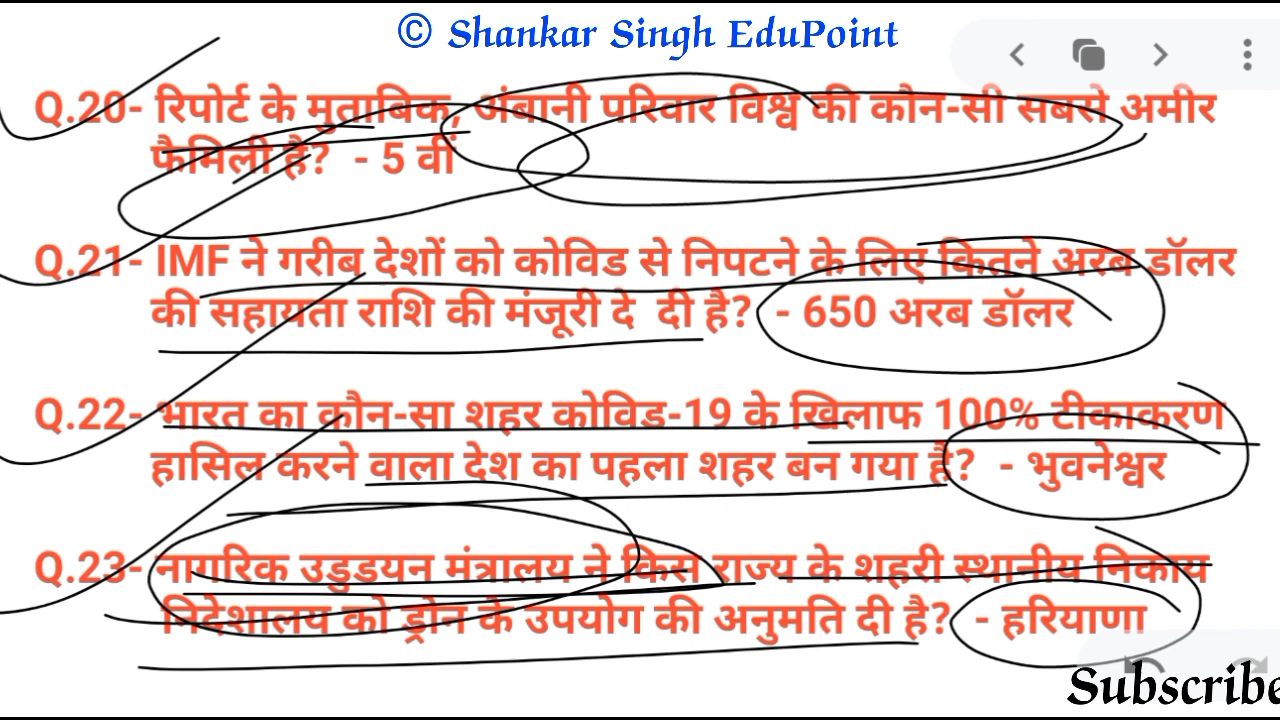 © Shankar Singh EduPoint
Q.20- रिपोर्ट के मुताबिक, अंबानी परिवार विश्व की कौन-सी सबसे अमीर
फैमिली है? - 5 वीं
Q.21- IMF ने गरीब देशों को कोविड से निपटने के लिए कितने अरब डॉलर
की सहायता राशि की मंजूरी दे दी है? - 650 अरब डॉलर
Q.22- भारत का कौन-सा शहर कोविड-19 के खिलाफ 100% टीकाकरण
हासिल करने वाला देश का पहला शहर बन गया है? - भुवनेश्वर
Q.23- नागरिक उड्डयन मंत्रालय ने किस राज्य के शहरी स्थानीय निकाय
निदेशालय को ड्रोन के उपयोग की अनुमति दी है? - हरियाणा
Subscribe